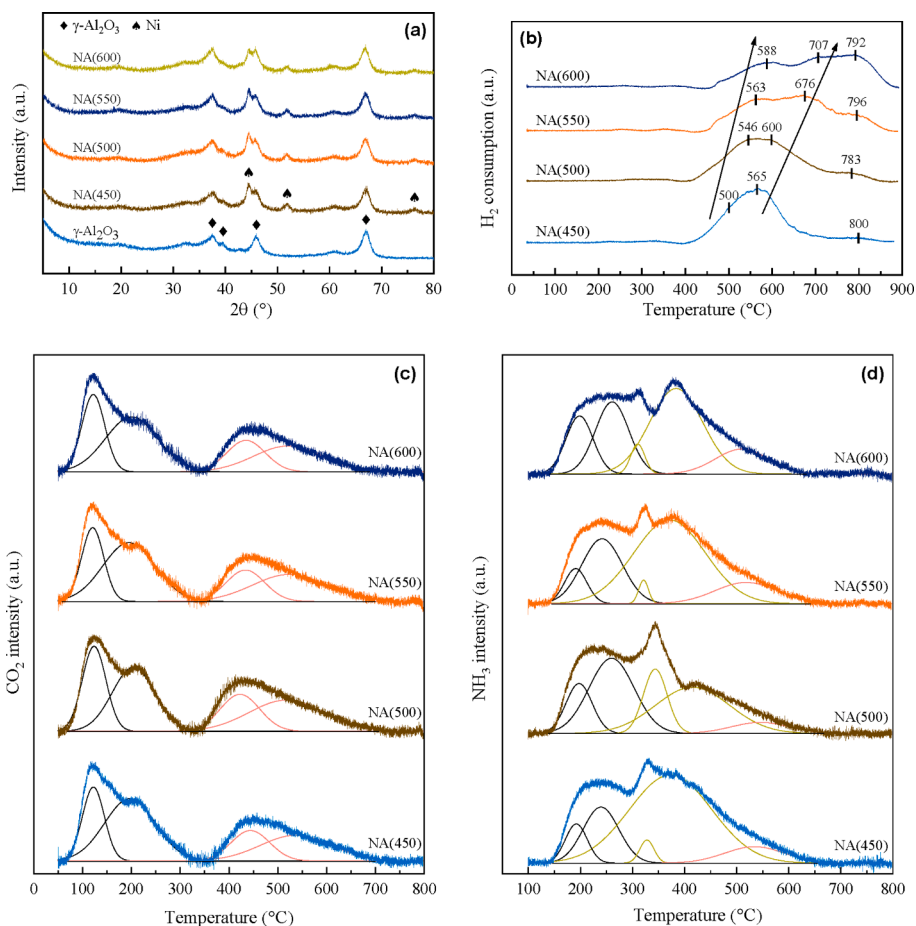 ♦ γ-Al₂O₃ ♠ Ni
(a)
NA(600)
NA(550)
NA(500)
NA(450)
γ-Al₂O₃
Intensity (a.u.)
10 20 30 40 50 60 70 80
2θ (°)
(b)
588 707 792
NA(600)
563 676 796
NA(550)
546 600 783
NA(500)
500 565 800
NA(450)
H₂ consumption (a.u.)
0 100 200 300 400 500 600 700 800 900
Temperature (°C)
(c)
NA(600)
NA(550)
NA(500)
NA(450)
CO₂ intensity (a.u.)
0 100 200 300 400 500 600 700 800
Temperature (°C)
(d)
NA(600)
NA(550)
NA(500)
NA(450)
NH₃ intensity (a.u.)
100 200 300 400 500 600 700 800
Temperature (°C)